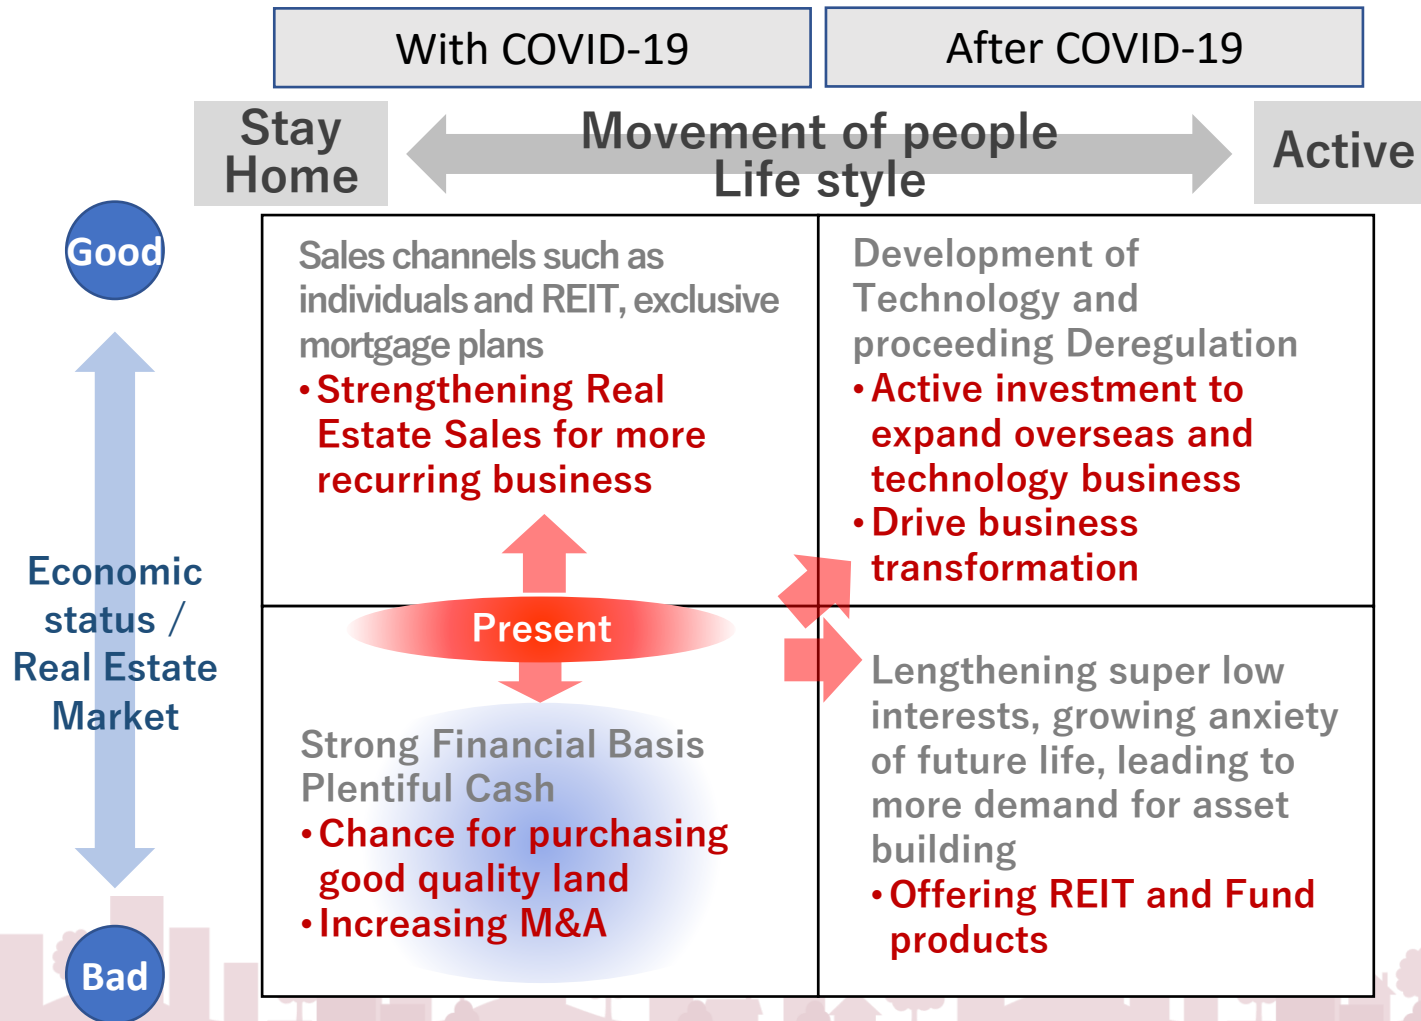 With COVID-19
After COVID-19
Stay
Home
Movement of people
Life style
Active
Good
Sales channels such as
individuals and REIT, exclusive
mortgage plans
• Strengthening Real
Estate Sales for more
recurring business
Development of
Technology and
proceeding Deregulation
• Active investment to
expand overseas and
technology business
• Drive business
transformation
Economic
status /
Real Estate
Market
Present
Strong Financial Basis
Plentiful Cash
• Chance for purchasing
good quality land
• Increasing M&A
Lengthening super low
interests, growing anxiety
of future life, leading to
more demand for asset
building
• Offering REIT and Fund
products
Bad